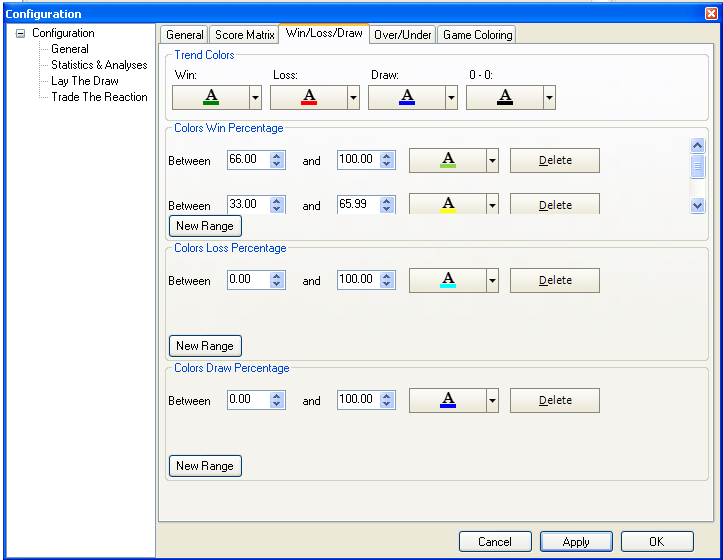 Configuration
Configuration
General
Statistics & Analyses
Lay The Draw
Trade The Reaction
General Score Matrix Win/Loss/Draw Over/Under Game Coloring
Trend Colors
Win: Loss: Draw: 0 - 0:
A A A A
Colors Win Percentage
Between 66.00 and 100.00 A Delete
Between 33.00 and 65.99 A Delete
New Range
Colors Loss Percentage
Between 0.00 and 100.00 A Delete
New Range
Colors Draw Percentage
Between 0.00 and 100.00 A Delete
New Range
Cancel Apply OK